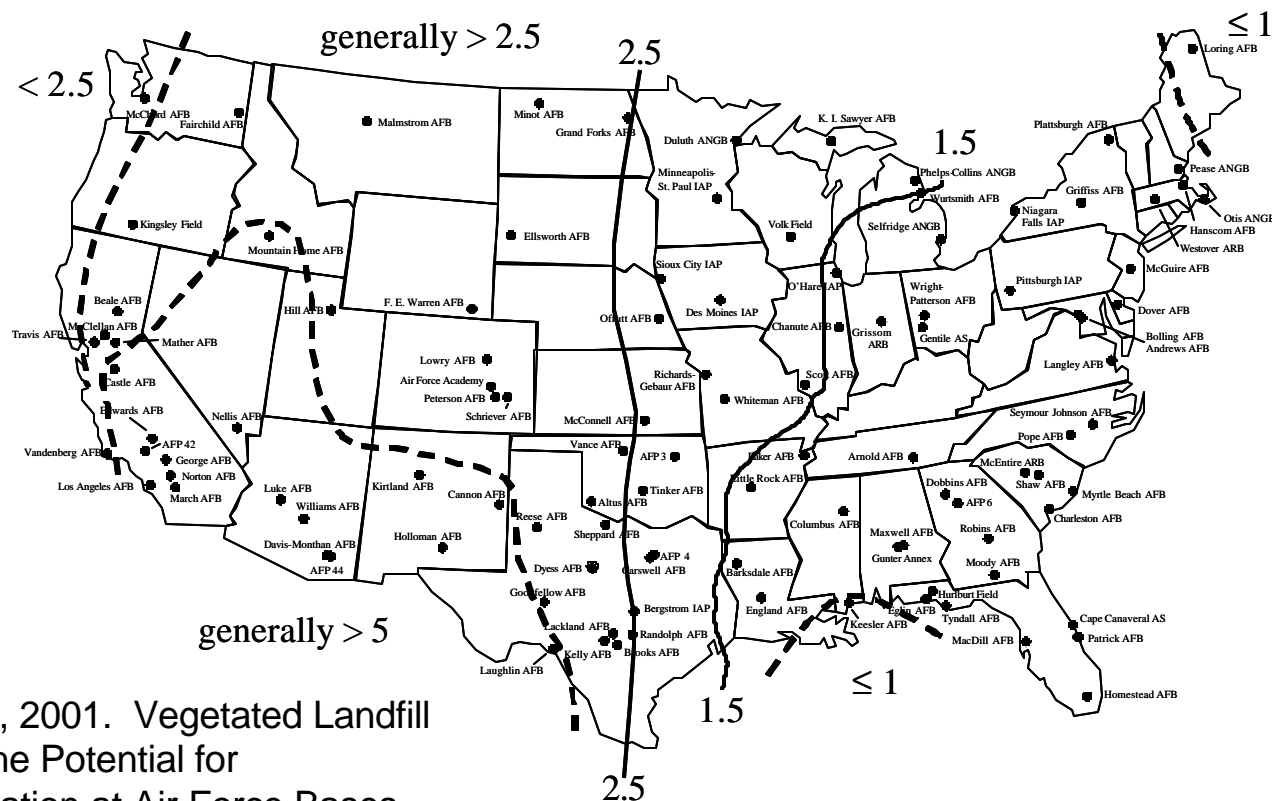 ≤ 1
generally > 2.5
2.5
< 2.5
Loring AFB
McChord AFB
Fairchild AFB
Malmstrom AFB
Minot AFB
Grand Forks AFB
Duluth ANGB
K. I. Sawyer AFB
Plattsburgh AFB
1.5
Minneapolis-
St. Paul IAP
Phelps-Collins ANGB
Wurtsmith AFB
Pease ANGB
Griffiss AFB
Niagara
Falls IAP
Otis ANGB
Hanscom AFB
Westover ARB
Kingsley Field
Mountain Home AFB
Ellsworth AFB
Volk Field
Selfridge ANGB
Sioux City IAP
O'Hare IAP
Wright-
Patterson AFB
Pittsburgh IAP
McGuire AFB
Beale AFB
Hill AFB
F. E. Warren AFB
Offutt AFB
Des Moines IAP
Dover AFB
Travis AFB
McClellan AFB
Mather AFB
Chanute AFB
Grissom
ARB
Gentile AS
Bolling AFB
Andrews AFB
Castle AFB
Lowry AFB
Air Force Academy
Peterson AFB
Schriever AFB
Richards-
Gebaur AFB
Scott AFB
Whiteman AFB
Langley AFB
Edwards AFB
Nellis AFB
McConnell AFB
Seymour Johnson AFB
Pope AFB
AFP 42
Vandenberg AFB
George AFB
Norton AFB
Los Angeles AFB
March AFB
Vance AFB
AFP 3
Eaker AFB
Arnold AFB
McEntire ARB
Shaw AFB
Luke AFB
Williams AFB
Kirtland AFB
Cannon AFB
Altus AFB
Tinker AFB
Little Rock AFB
Dobbins AFB
AFP 6
Myrtle Beach AFB
Charleston AFB
Reese AFB
Sheppard AFB
Columbus AFB
Davis-Monthan AFB
AFP 44
Holloman AFB
Maxwell AFB
Gunter Annex
Robins AFB
Dyess AFB
AFP 4
Carswell AFB
Barksdale AFB
Moody AFB
Goodfellow AFB
Bergstrom IAP
England AFB
Hurlburt Field
Eglin AFB
Tyndall AFB
Keesler AFB
Cape Canaveral AS
Patrick AFB
generally > 5
Lackland AFB
Randolph AFB
Kelly AFB
Brooks AFB
Laughlin AFB
MacDill AFB
≤ 1
Homestead AFB
1.5
, 2001. Vegetated Landfill
ne Potential for
ation at Air Force Bases
2.5